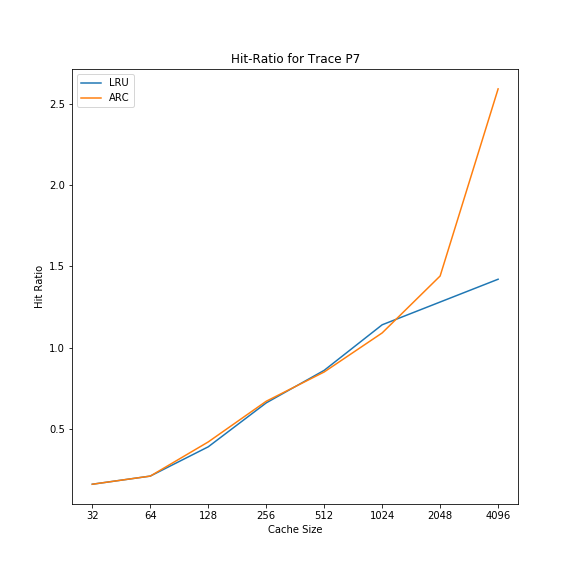 Hit-Ratio for Trace P7
LRU
ARC
2.5
2.0
1.5
1.0
0.5
Hit Ratio
32 64 128 256 512 1024 2048 4096
Cache Size